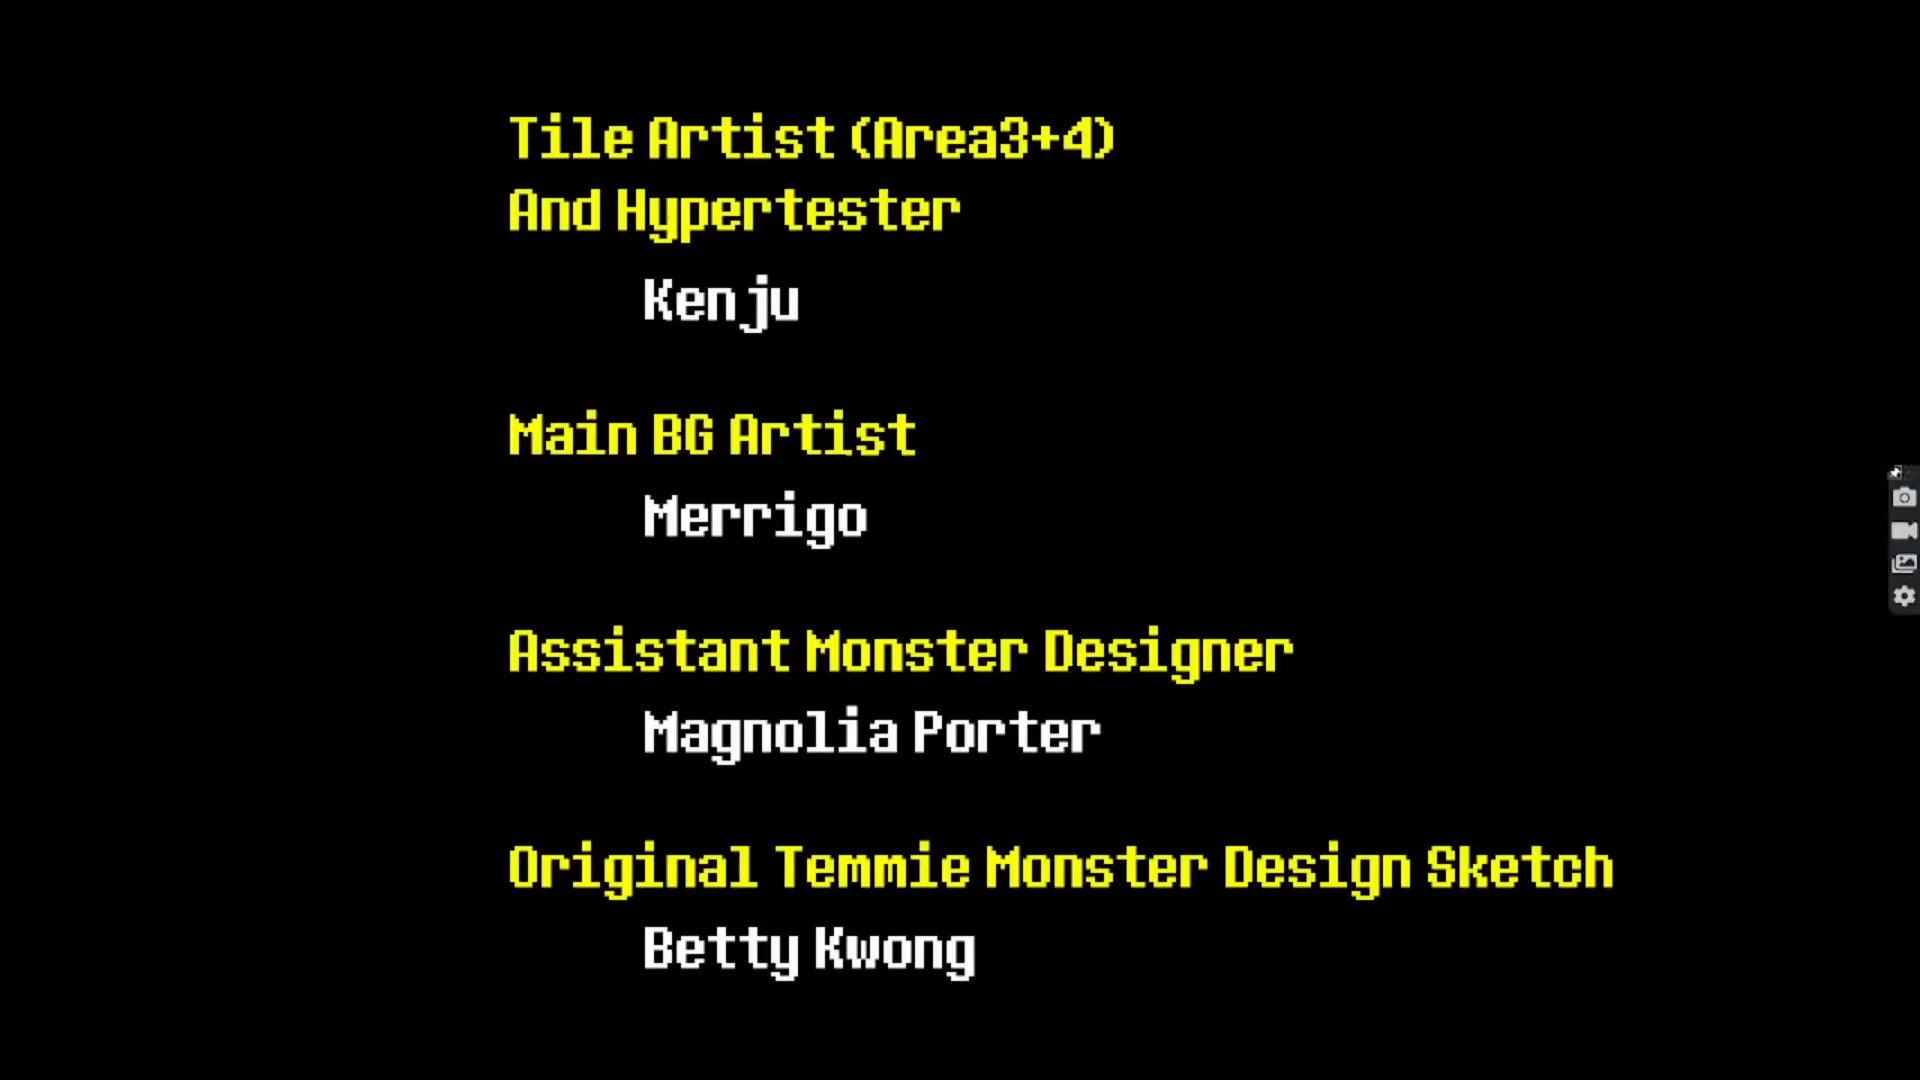 Tile Artist (Area3+4)
And Hypertester
Kenju
Main BG Artist
Merrigo
Assistant Monster Designer
Magnolia Porter
Original Temmie Monster Design Sketch
Betty Kwong